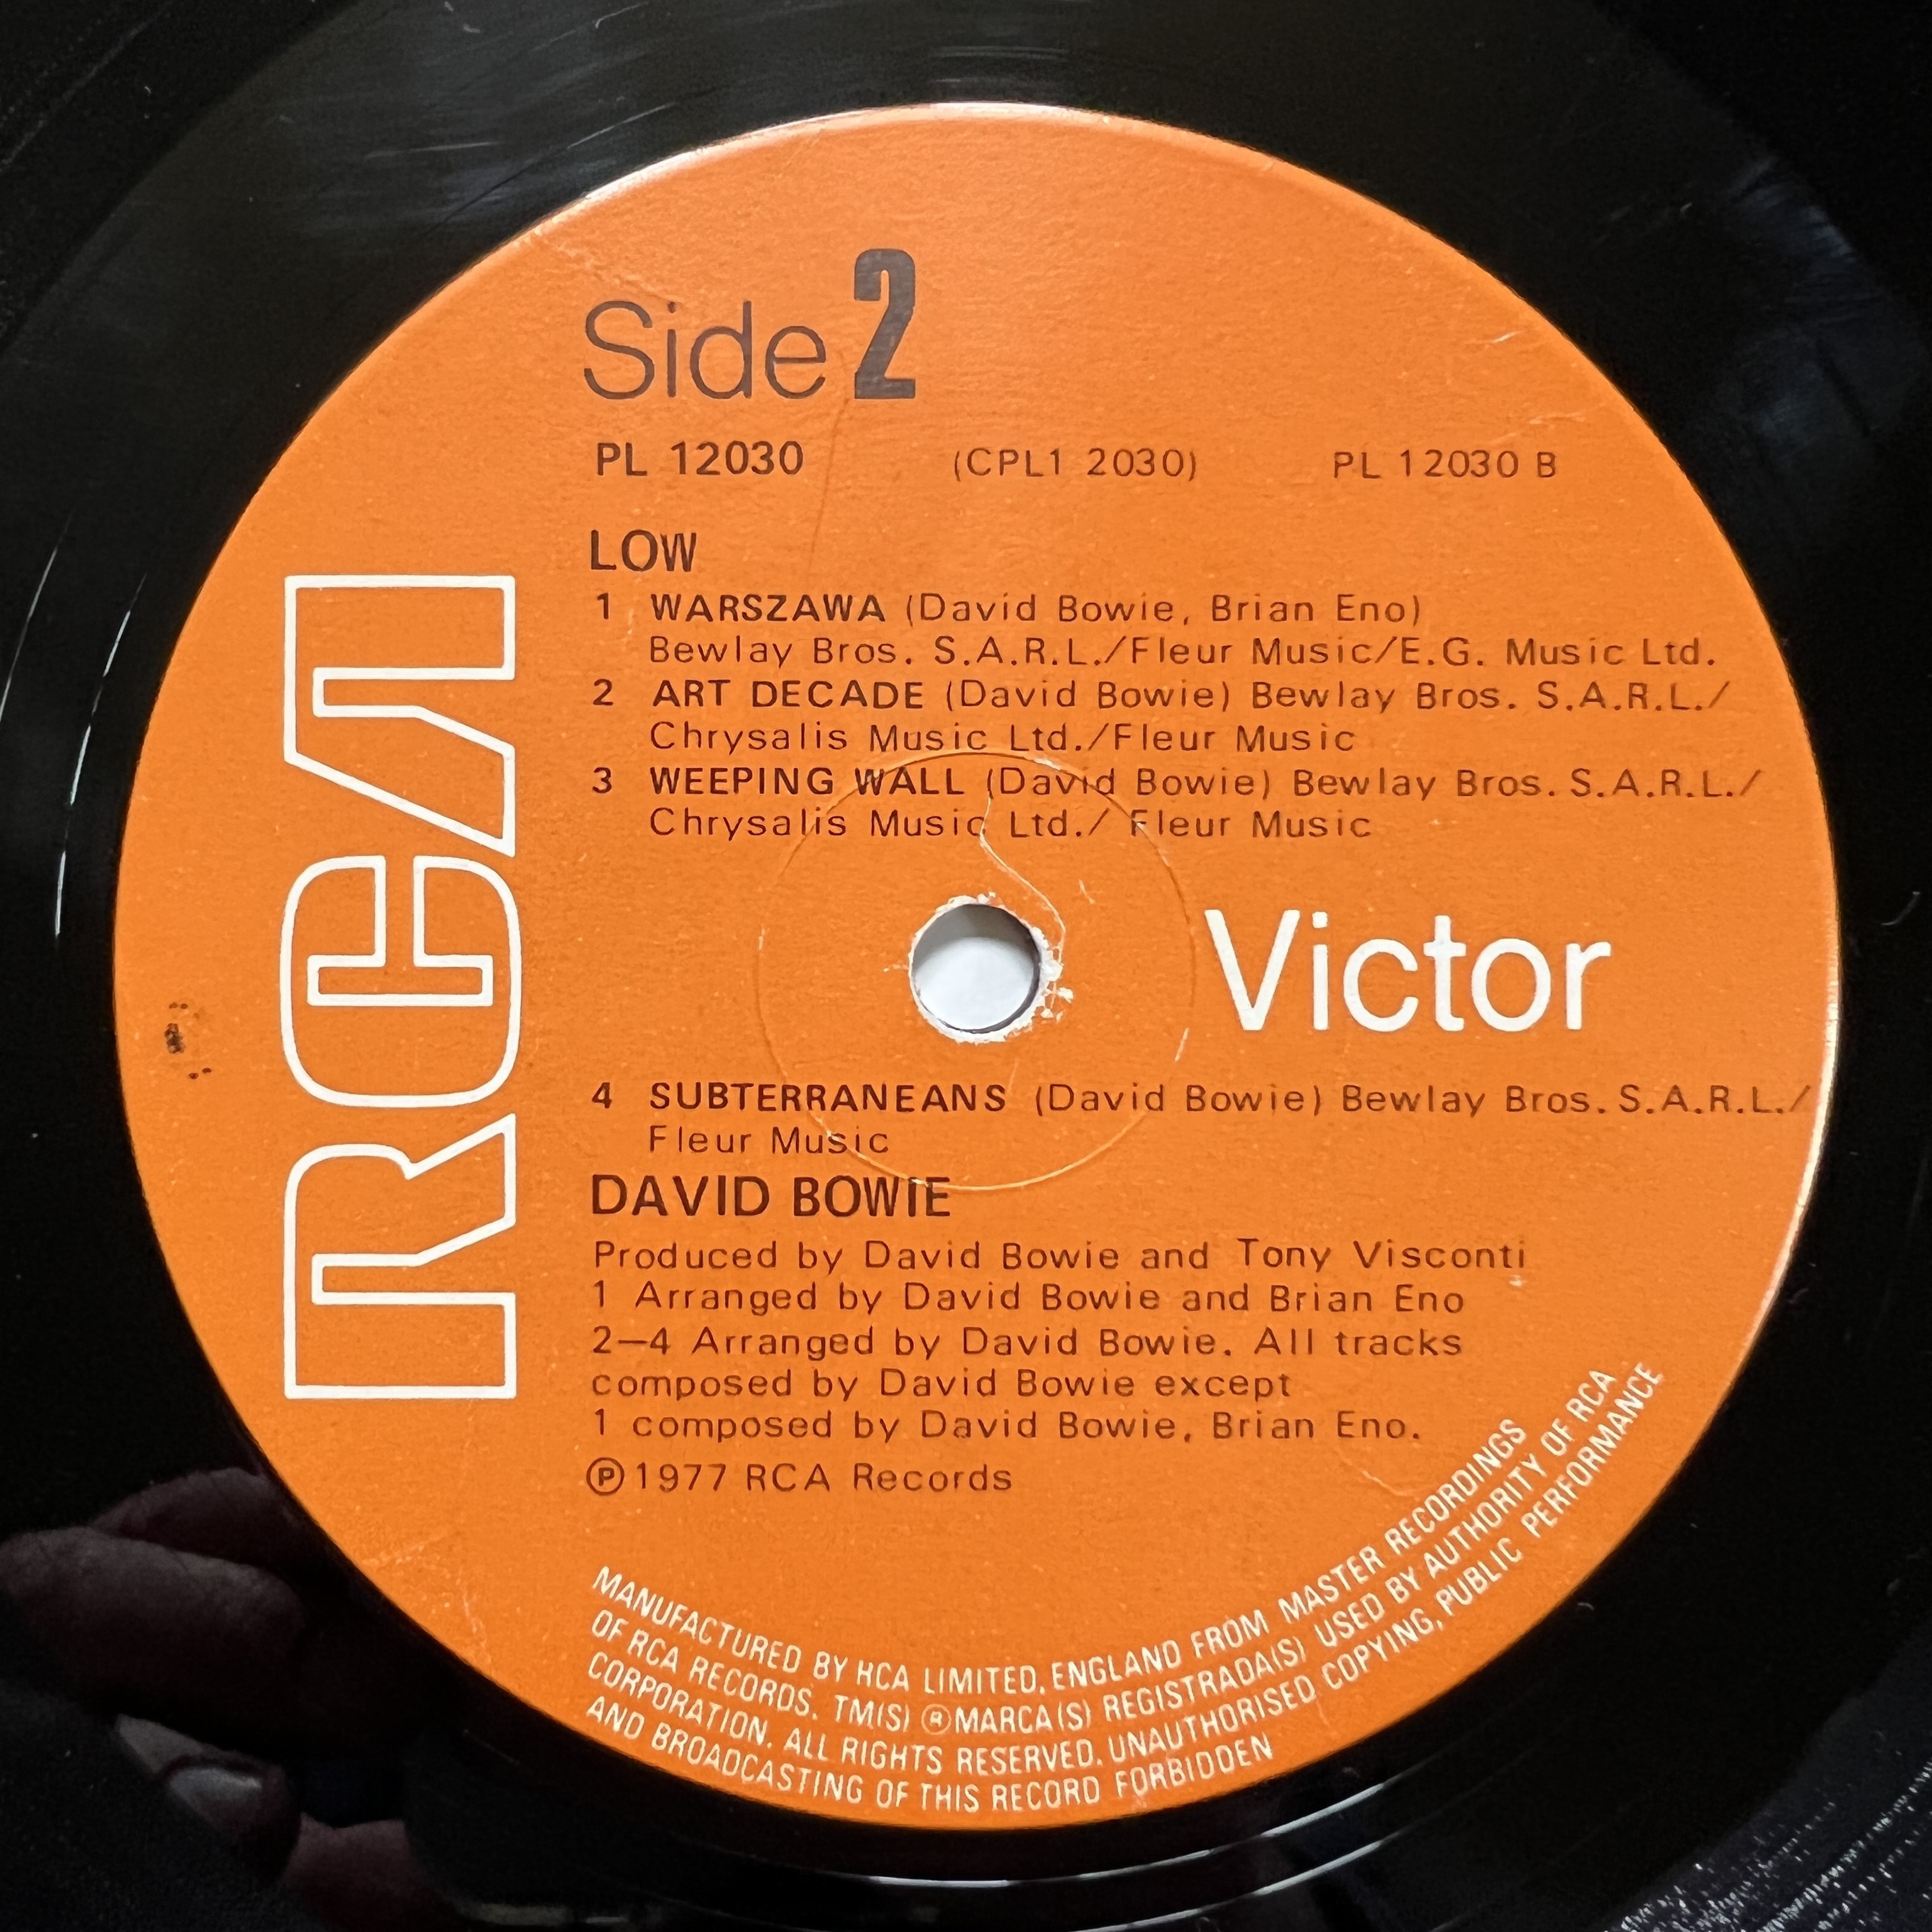 Side 2
PL 12030 (CPL1 2030) PL 12030 B
LOW
1 WARSZAWA (David Bowie, Brian Eno)
Bewlay Bros. S.A.R.L./Fleur Music/E.G. Music Ltd.
2 ART DECADE (David Bowie) Bewlay Bros. S.A.R.L./
Chrysalis Music Ltd./Fleur Music
3 WEEPING WALL (David Bowie) Bewlay Bros. S.A.R.L./
Chrysalis Music Ltd./ Fleur Music
RCA
Victor
4 SUBTERRANEANS (David Bowie) Bewlay Bros. S.A.R.L./
Fleur Music
DAVID BOWIE
Produced by David Bowie and Tony Visconti
1 Arranged by David Bowie and Brian Eno
2—4 Arranged by David Bowie. All tracks
composed by David Bowie except
1 composed by David Bowie, Brian Eno.
Ⓟ1977 RCA Records
MANUFACTURED BY RCA LIMITED, ENGLAND FROM MASTER RECORDINGS
OF RCA RECORDS. TM(S) ®MARCA(S) REGISTRADA(S) USED BY AUTHORITY OF RCA
CORPORATION. ALL RIGHTS RESERVED. UNAUTHORISED COPYING, PUBLIC PERFORMANCE
AND BROADCASTING OF THIS RECORD FORBIDDEN